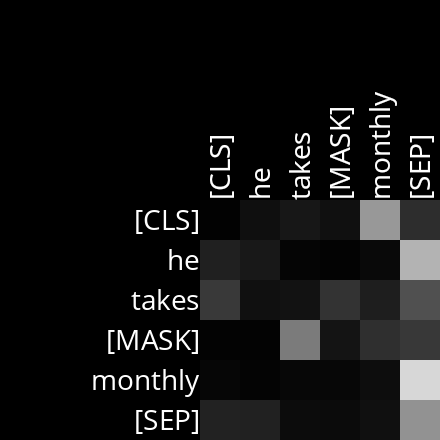 [CLS]
he
takes
[MASK]
monthly
[SEP]
[CLS]
he
takes
[MASK]
monthly
[SEP]